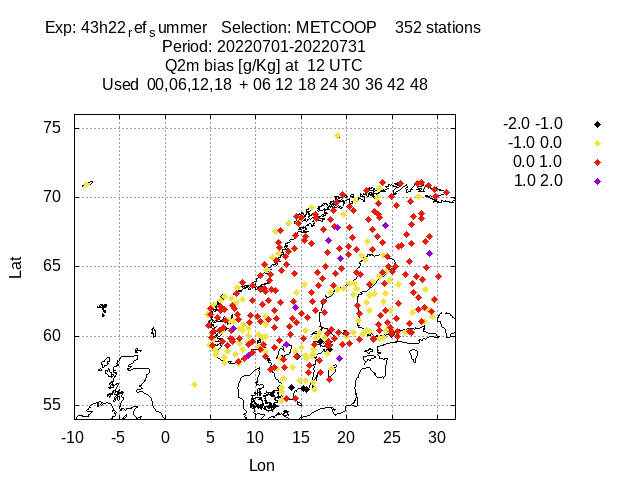 Exp: 43h22refsummer   Selection: METCOOP    352 stations
Period: 20220701-20220731
Q2m bias [g/Kg] at  12 UTC
Used  00,06,12,18  + 06 12 18 24 30 36 42 48
-2.0 -1.0
-1.0 0.0
0.0 1.0
1.0 2.0
75
70
65
60
55
Lat
-10 -5 0 5 10 15 20 25 30
Lon